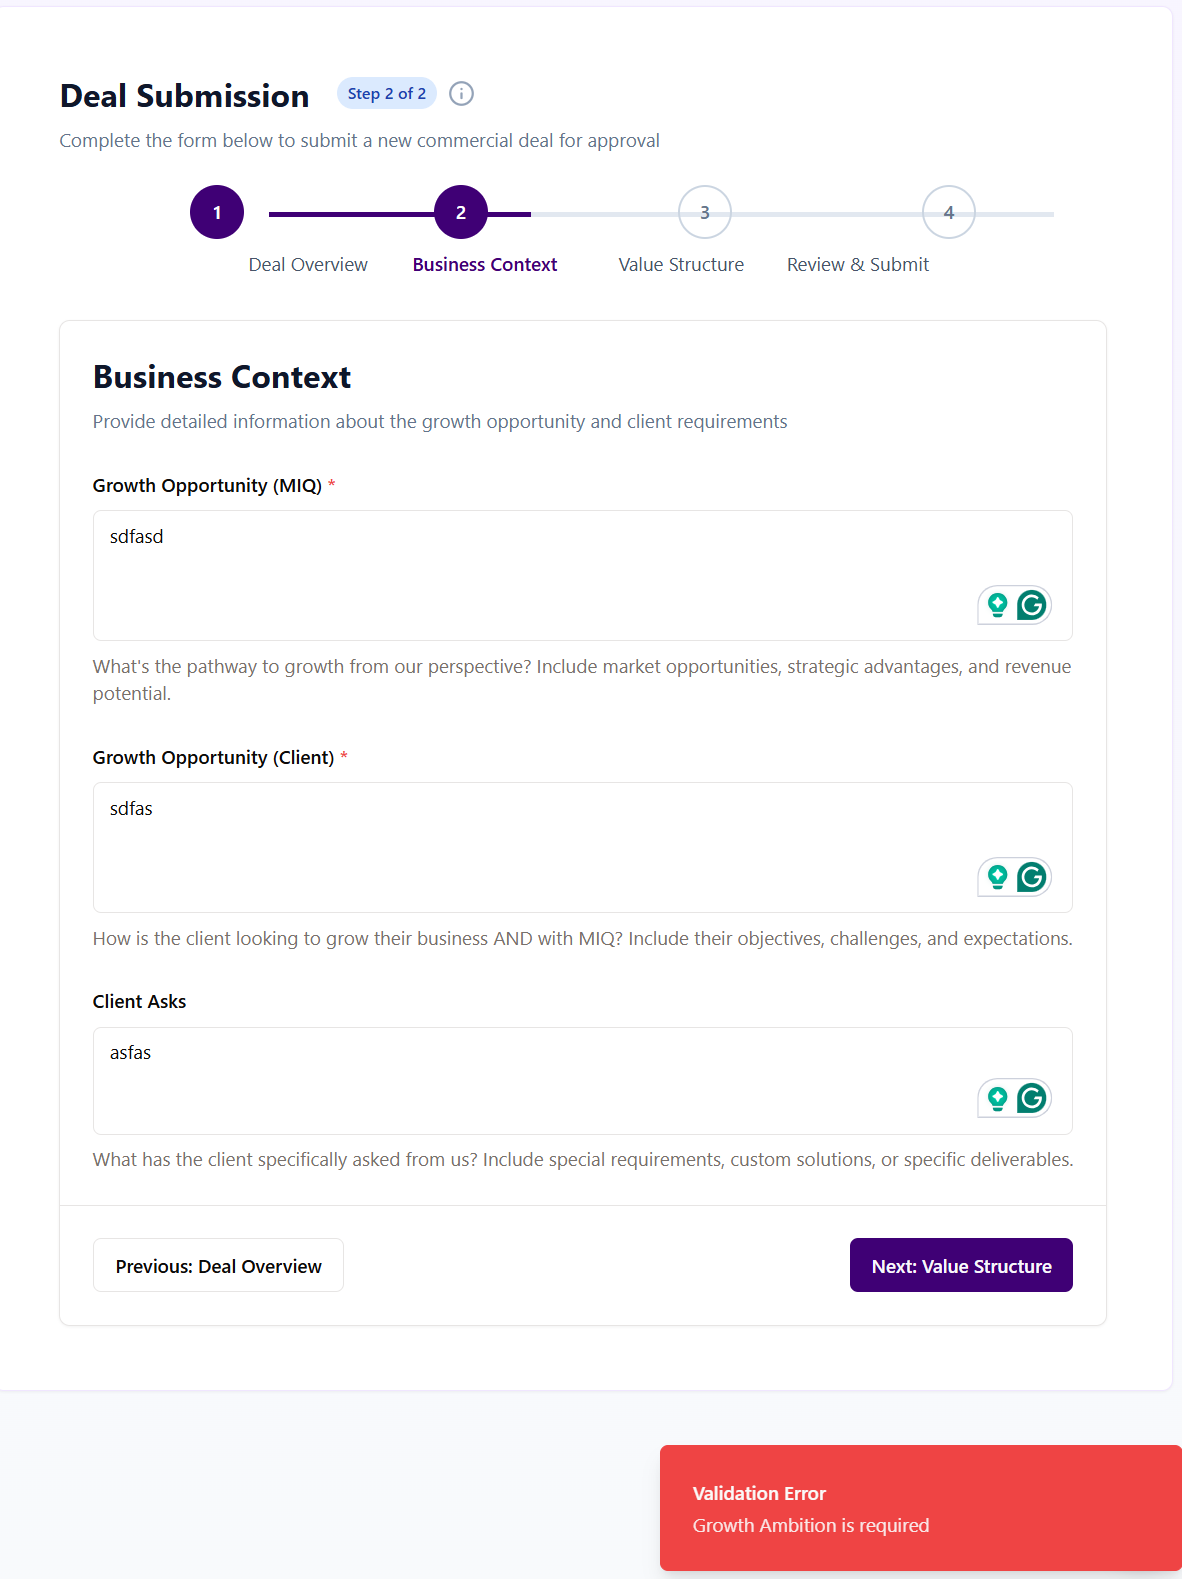 Deal Submission
Step 2 of 2
Complete the form below to submit a new commercial deal for approval
1
2
3
4
Deal Overview
Business Context
Value Structure
Review & Submit
Business Context
Provide detailed information about the growth opportunity and client requirements
Growth Opportunity (MIQ) *
sdfasd
What's the pathway to growth from our perspective? Include market opportunities, strategic advantages, and revenue
potential.
Growth Opportunity (Client) *
sdfas
How is the client looking to grow their business AND with MIQ? Include their objectives, challenges, and expectations.
Client Asks
asfas
What has the client specifically asked from us? Include special requirements, custom solutions, or specific deliverables.
Previous: Deal Overview
Next: Value Structure
Validation Error
Growth Ambition is required